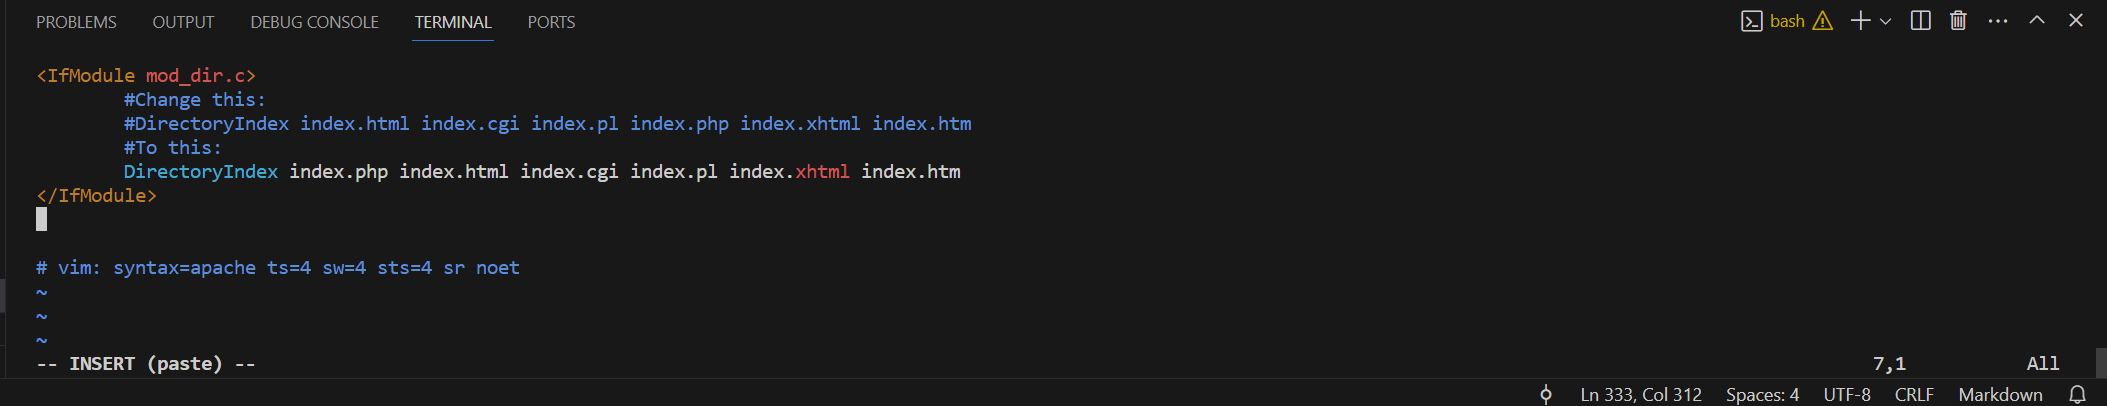 PROBLEMS OUTPUT DEBUG CONSOLE TERMINAL PORTS bash
<IfModule mod_dir.c>
#Change this:
#DirectoryIndex index.html index.cgi index.pl index.php index.xhtml index.htm
#To this:
DirectoryIndex index.php index.html index.cgi index.pl index.xhtml index.htm
</IfModule>
# vim: syntax=apache ts=4 sw=4 sts=4 sr noet
~
~
~
-- INSERT (paste) -- 7,1 All
Ln 333, Col 312 Spaces: 4 UTF-8 CRLF Markdown